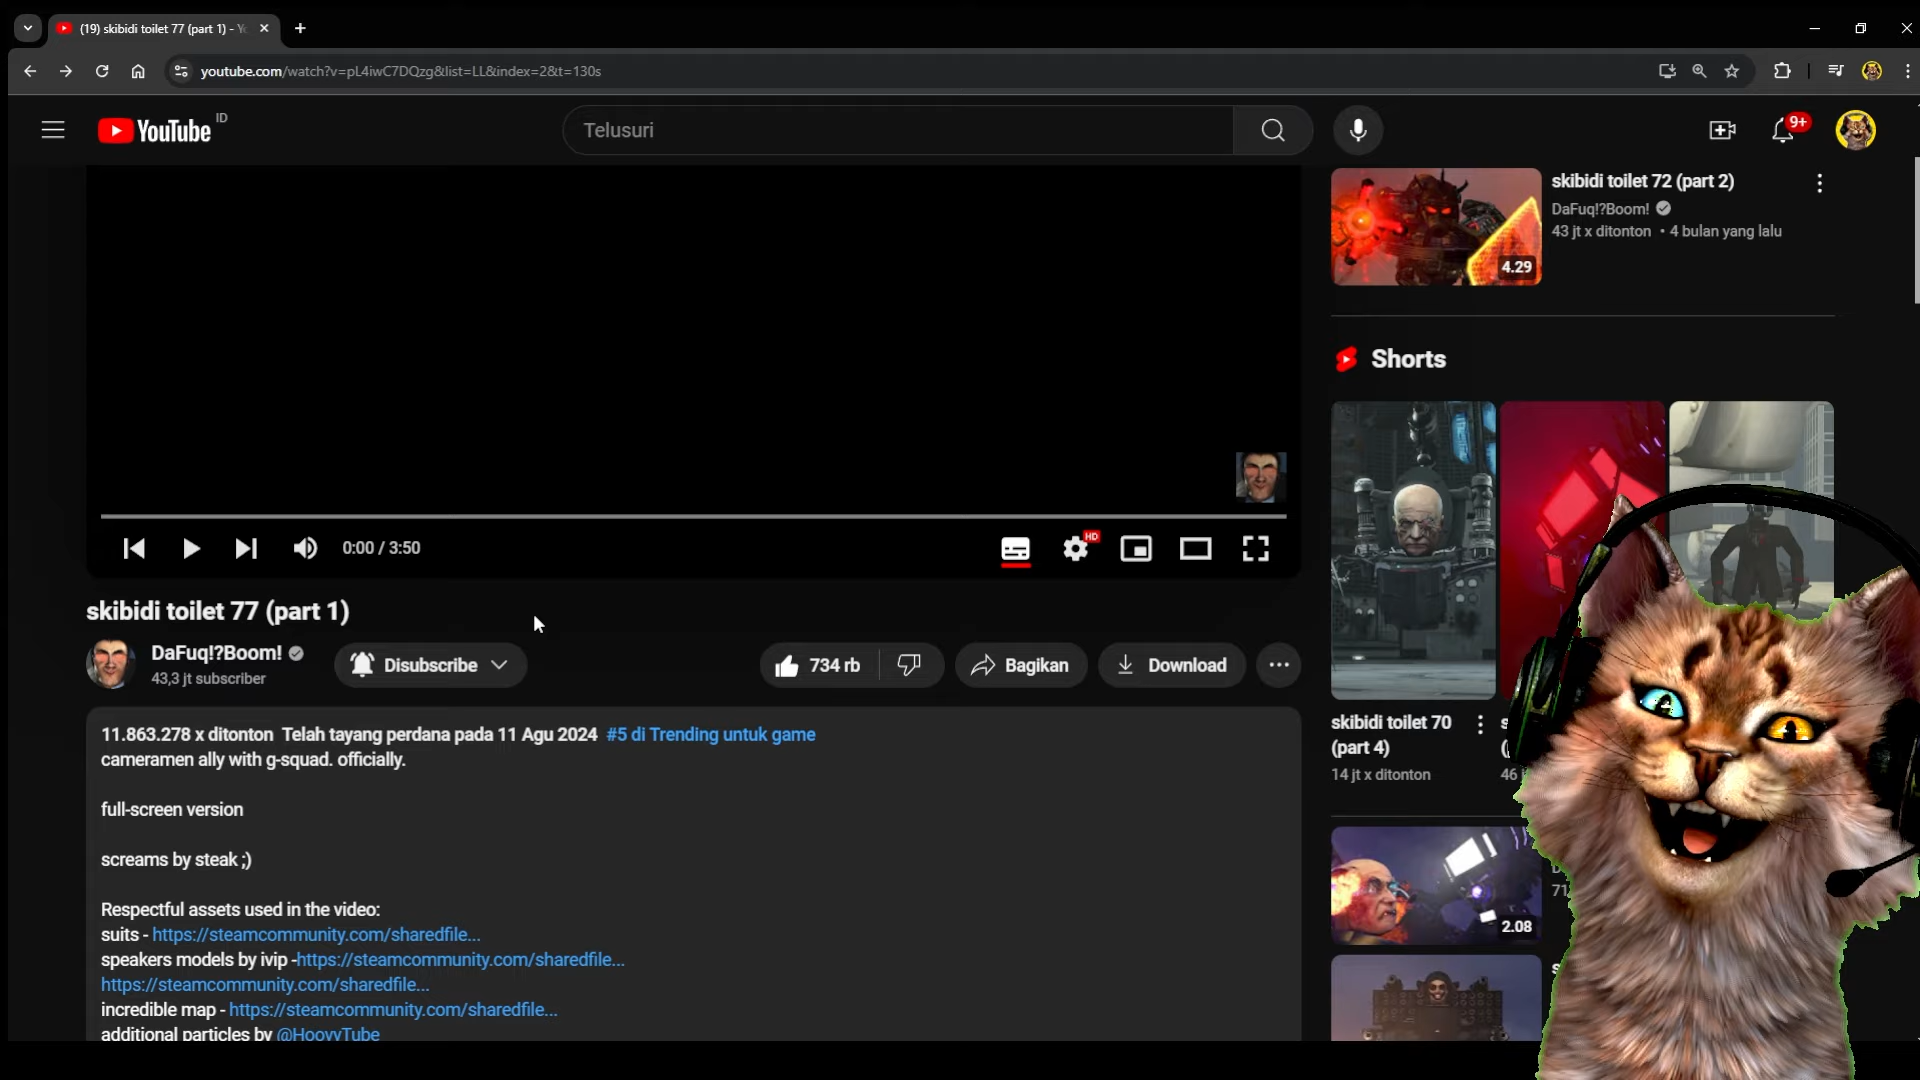 (19) skibidi toilet 77 (part 1) -
youtube.com/watch?v=pL4iwC7DQzg&list=LL&index=2&t=130s
YouTube ID
Telusuri
9+
0:00 / 3:50
HD
skibidi toilet 77 (part 1)
DaFuq!?Boom!
43,3 jt subscriber
Disubscribe
734 rb
Bagikan
Download
11.863.278 x ditonton Telah tayang perdana pada 11 Agu 2024 #5 di Trending untuk game
cameramen ally with g-squad. officially.
full-screen version
screams by steak ;)
Respectful assets used in the video:
suits - https://steamcommunity.com/sharedfile...
speakers models by ivip -https://steamcommunity.com/sharedfile...
https://steamcommunity.com/sharedfile...
incredible map - https://steamcommunity.com/sharedfile...
additional particles by @HoovyTube
4.29
skibidi toilet 72 (part 2)
DaFuq!?Boom!
43 jt x ditonton • 4 bulan yang lalu
Shorts
skibidi toilet 70
(part 4)
14 jt x ditonton
46
2.08
71